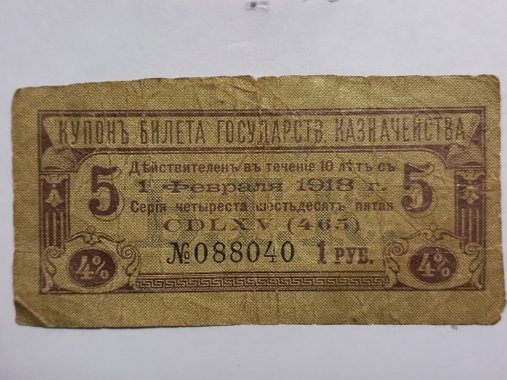 КУПОНЪ БИЛЕТА ГОСУДАРСТВ. КАЗНАЧЕЙСТВА
Дѣйствителенъ въ теченіе 10 лѣтъ съ
5 1 Февраля 1918 г. 5
Серія четыреста шестьдесятъ пятая
CDLXV (465)
№088040 1 РУБ.
4% 4%